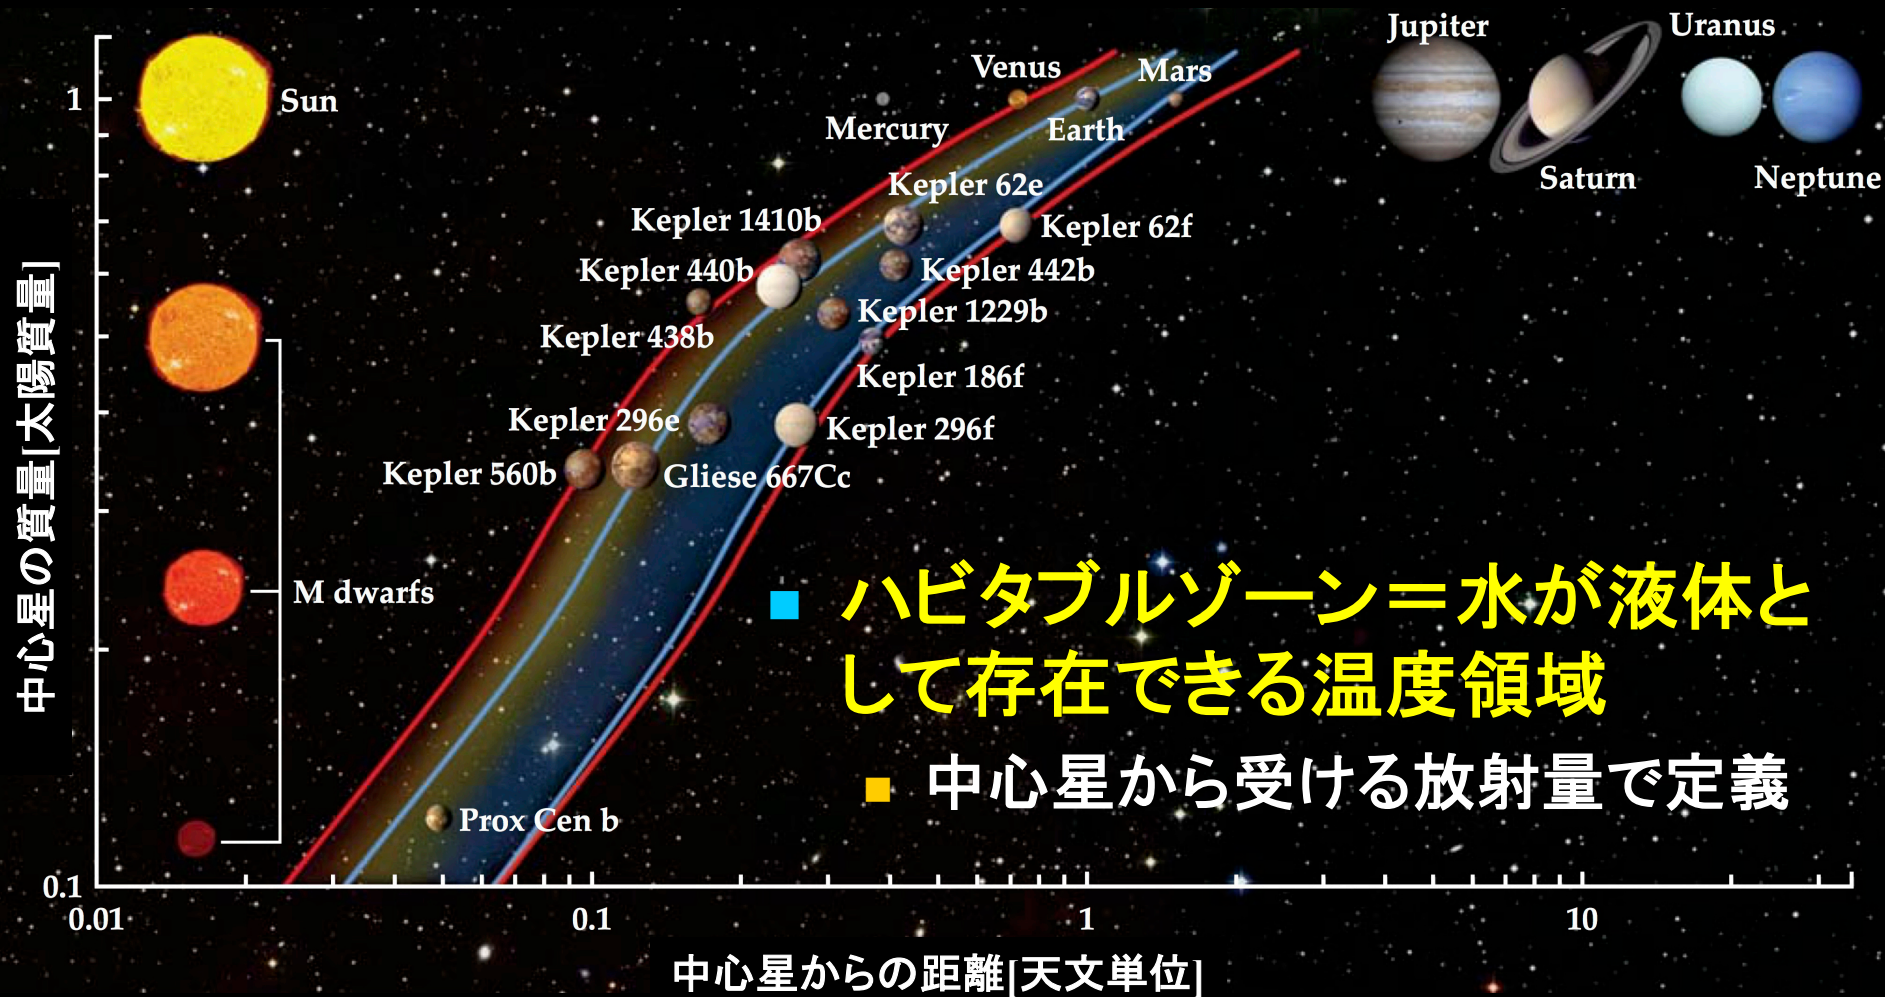 Jupiter
Uranus
Venus
Mars
1
Sun
Mercury
Earth
Saturn
Neptune
Kepler 62e
Kepler 1410b
Kepler 62f
Kepler 440b
Kepler 442b
Kepler 1229b
Kepler 438b
Kepler 186f
Kepler 296e
Kepler 296f
Kepler 560b
Gliese 667Cc
中心星の質量[太陽質量]
M dwarfs
■ ハビタブルゾーン＝水が液体と
して存在できる温度領域
■ 中心星から受ける放射量で定義
Prox Cen b
0.1
0.01
0.1
1
10
中心星からの距離[天文単位]